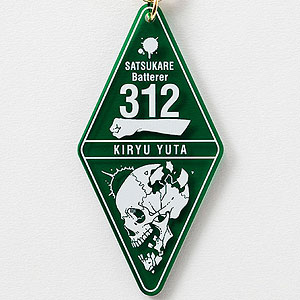 SATSUKARE
Batterer
312
KIRYU YUTA